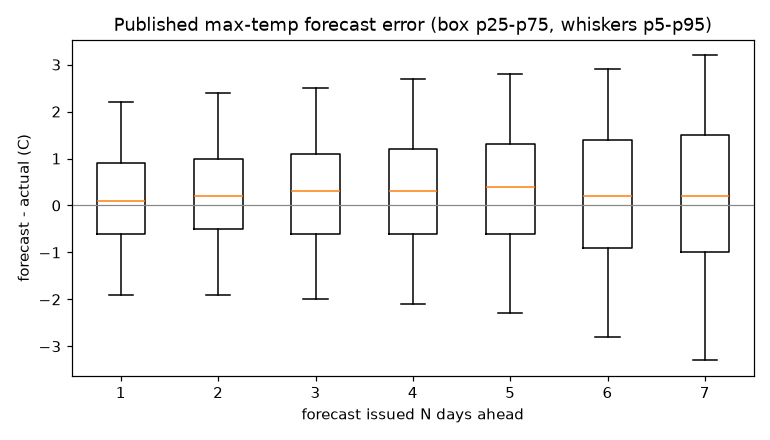 Published max-temp forecast error (box p25-p75, whiskers p5-p95)
forecast - actual (C)
3
2
1
0
−1
−2
−3
1 2 3 4 5 6 7
forecast issued N days ahead